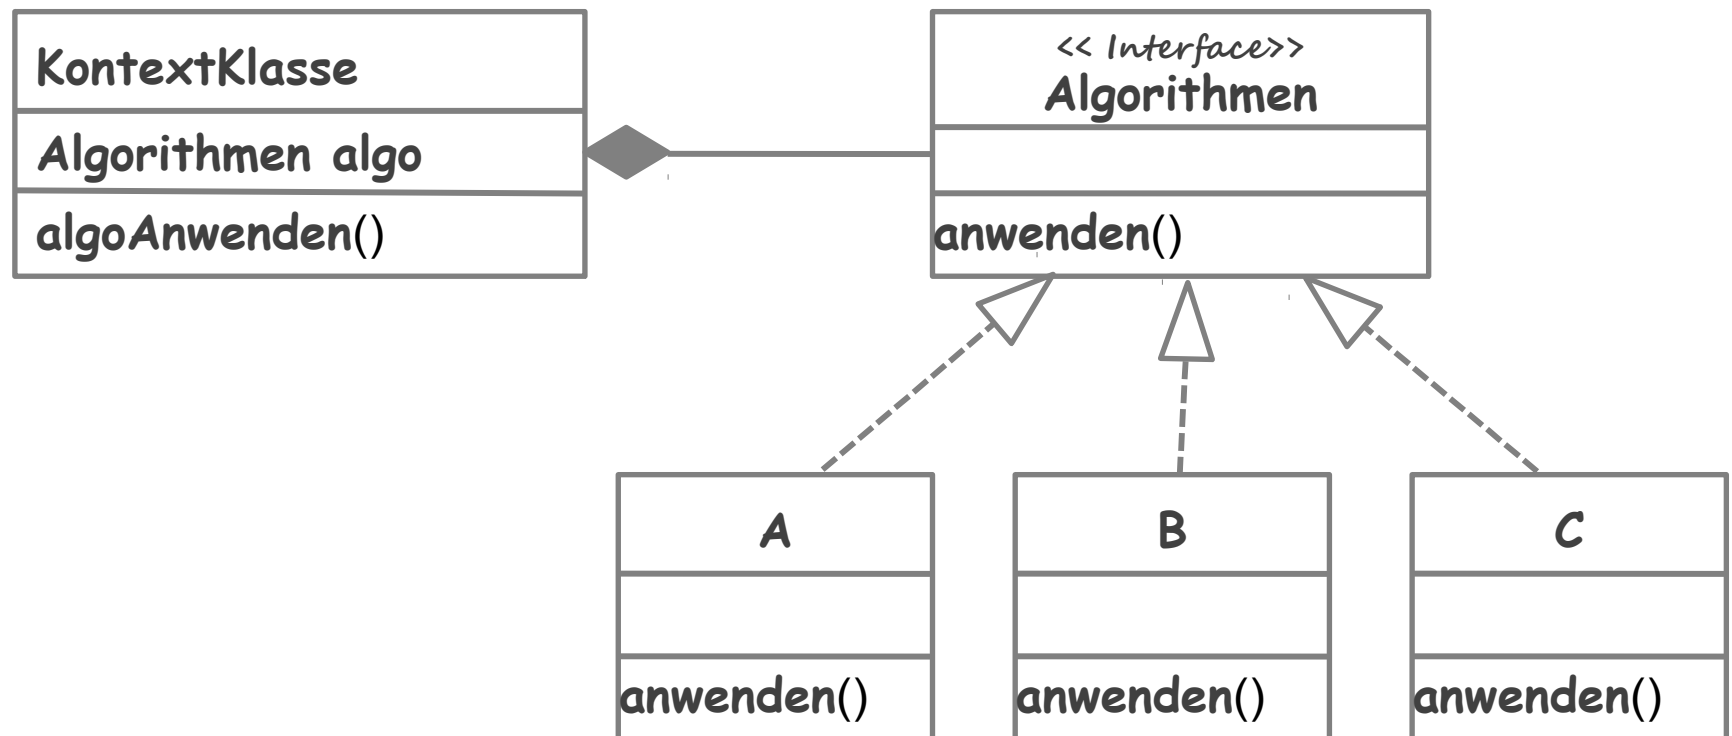 KontextKlasse
Algorithmen algo
algoAnwenden()
<< Interface>>
Algorithmen
anwenden()
A
anwenden()
B
anwenden()
C
anwenden()